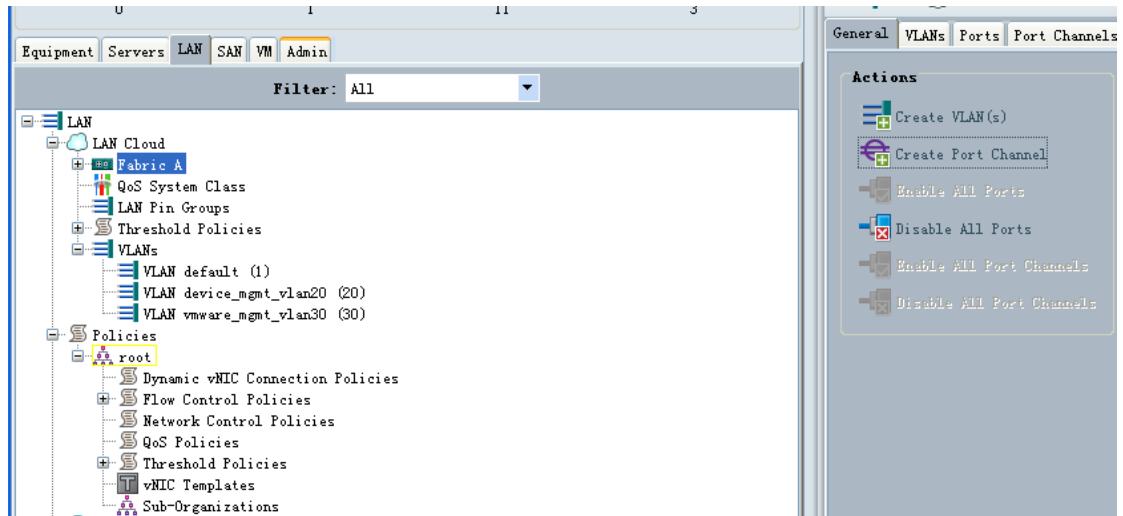 0 1 11 3
Equipment Servers LAN SAN VM Admin
Filter: All
LAN
LAN Cloud
Fabric A
QoS System Class
LAN Pin Groups
Threshold Policies
VLANs
VLAN default (1)
VLAN device_mgmt_vlan20 (20)
VLAN vmware_mgmt_vlan30 (30)
Policies
root
Dynamic vNIC Connection Policies
Flow Control Policies
Network Control Policies
QoS Policies
Threshold Policies
vNIC Templates
Sub-Organizations
General VLANs Ports Port Channels
Actions
Create VLAN(s)
Create Port Channel
Enable All Ports
Disable All Ports
Enable All Port Channels
Disable All Port Channels